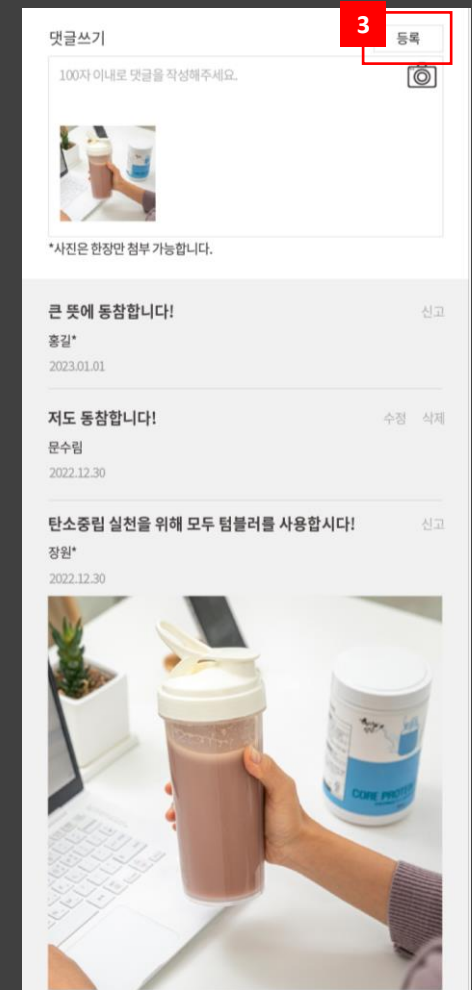 3
댓글쓰기
등록
100자 이내로 댓글을 작성해주세요.
*사진은 한장만 첨부 가능합니다.
큰 뜻에 동참합니다!
신고
홍길*
2023.01.01
저도 동참합니다!
수정 삭제
문수림
2022.12.30
탄소중립 실천을 위해 모두 텀블러를 사용합시다!
신고
장원*
2022.12.30
CORE PROTEIN